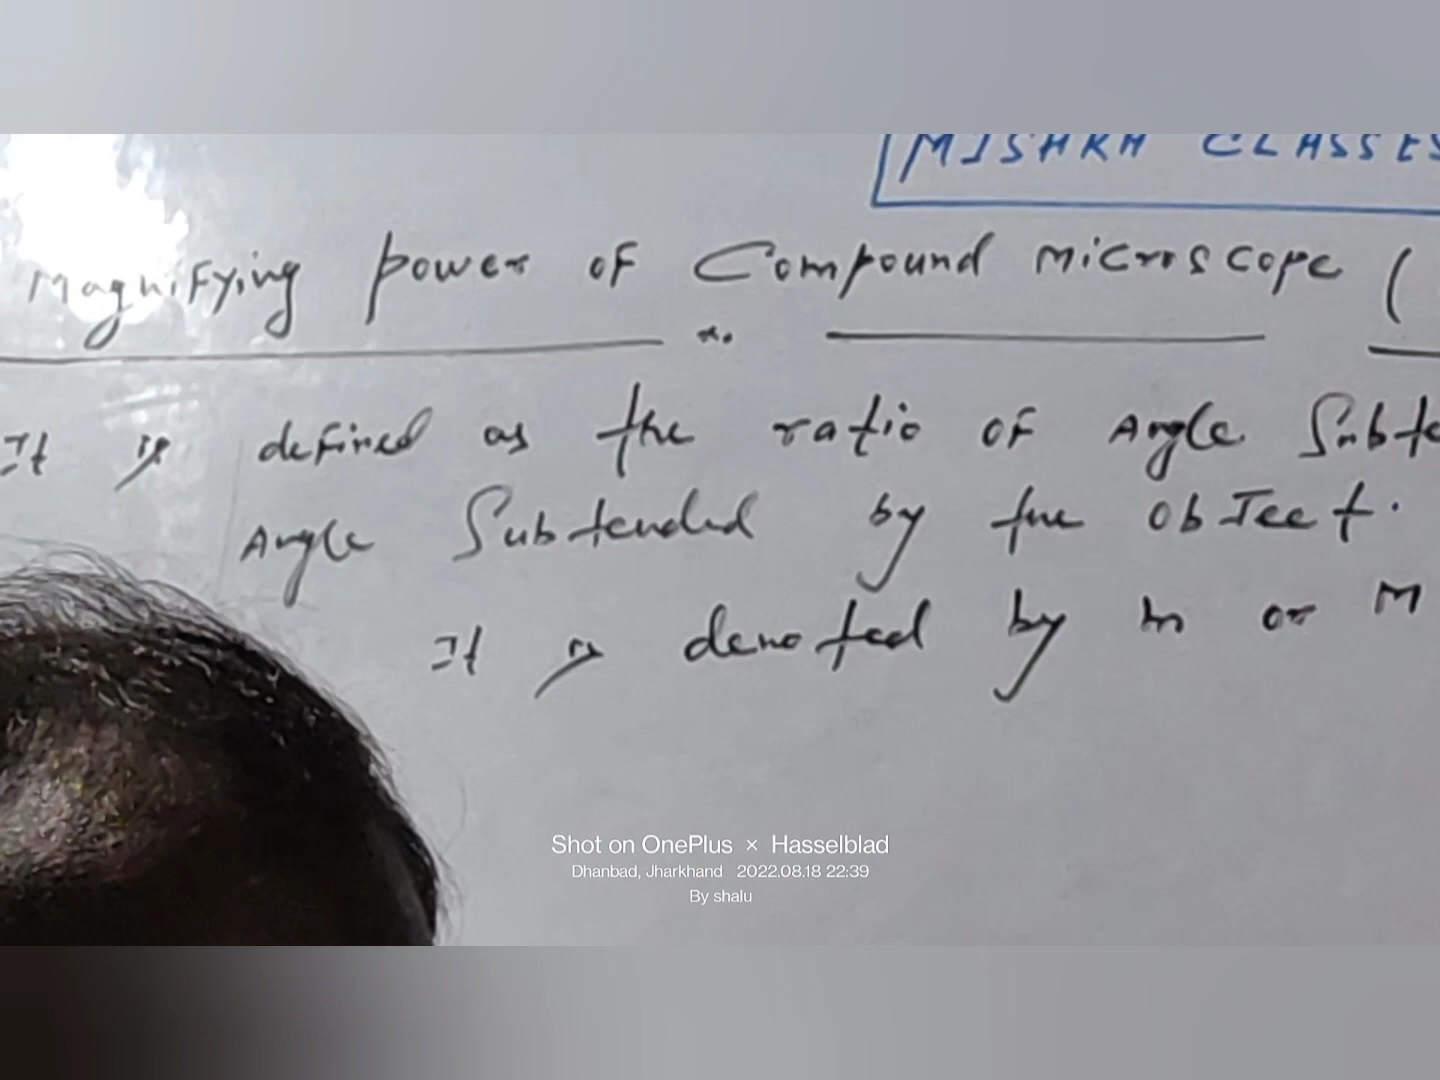 MISHRA CLASSES
Magnifying power of Compound microscope (
It is defined as the ratio of Angle Subte
Angle Subtended by the obJect.
It is denoted by m or M
Shot on OnePlus × Hasselblad
Dhanbad, Jharkhand 2022.08.18 22:39
By shalu